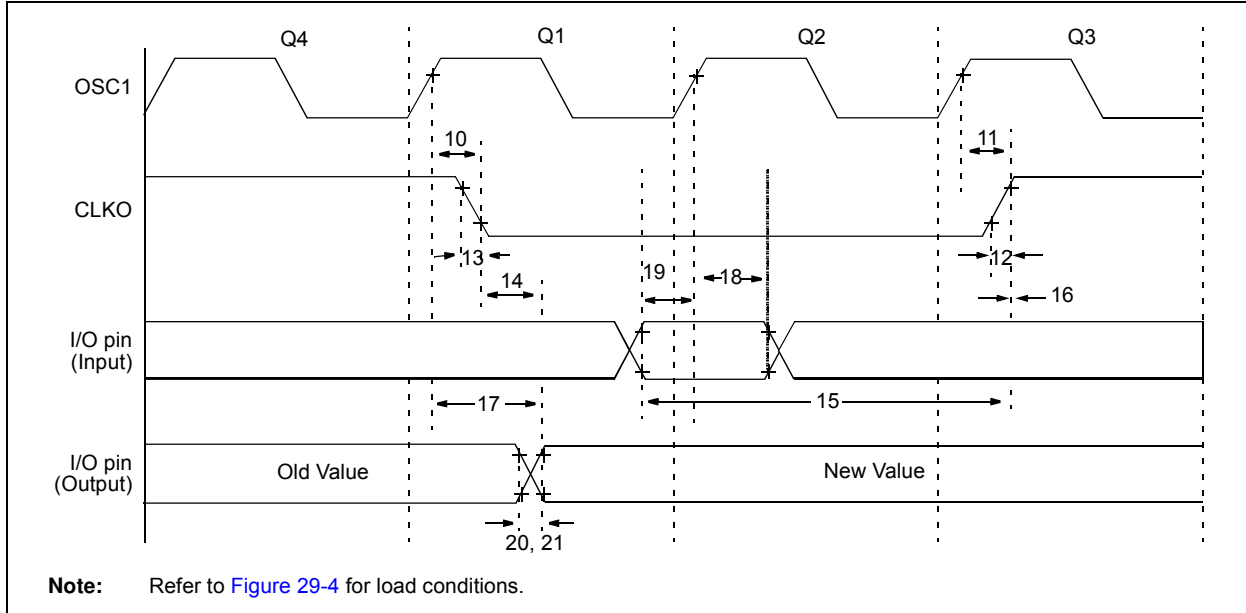 Q4 Q1 Q2 Q3
OSC1
10 11
CLKO
13 12
14 19 18 16
I/O pin
(Input)
17 15
I/O pin
(Output)
Old Value New Value
20, 21
Note: Refer to Figure 29-4 for load conditions.